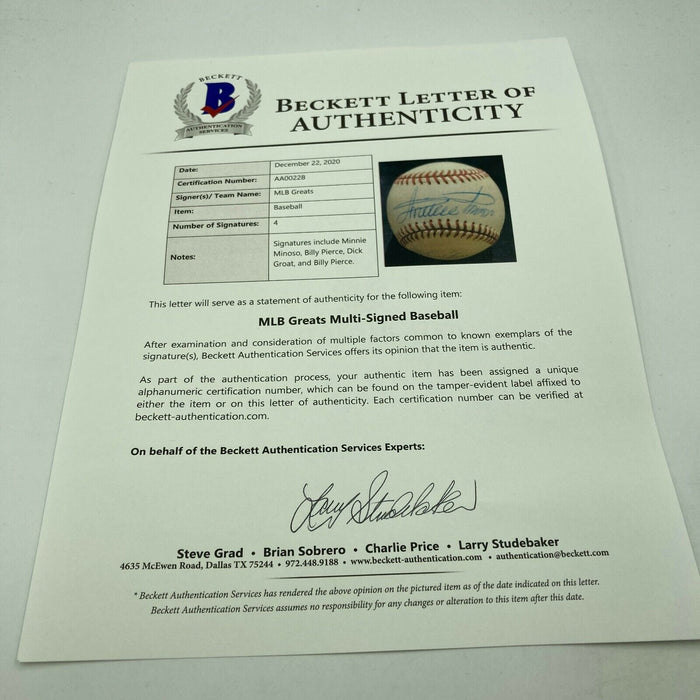 BECKETT
B
AUTHENTICATION
SERVICES
BECKETT LETTER OF
AUTHENTICITY
Date: December 22, 2020
Certification Number: AA00228
Signer(s)/ Team Name: MLB Greats
Item: Baseball
Number of Signatures: 4
Notes: Signatures include Minnie
Minoso, Billy Pierce, Dick
Groat, and Billy Pierce.
This letter will serve as a statement of authenticity for the following item:
MLB Greats Multi-Signed Baseball
After examination and consideration of multiple factors common to known exemplars of the
signature(s), Beckett Authentication Services offers its opinion that the item is authentic.
As part of the authentication process, your authentic item has been assigned a unique
alphanumeric certification number, which can be found on the tamper-evident label affixed to
either the item or on this letter of authenticity. Each certification number can be verified at
beckett-authentication.com.
On behalf of the Beckett Authentication Services Experts:
Larry Studebaker
Steve Grad • Brian Sobrero • Charlie Price • Larry Studebaker
4635 McEwen Road, Dallas TX 75244 • 972.448.9188 • www.beckett-authentication.com • authentication@beckett.com
* Beckett Authentication Services has rendered the above opinion on the pictured item as of the date indicated on this letter.
Beckett Authentication Services assumes no responsibility for any changes or alteration to this item after this date.